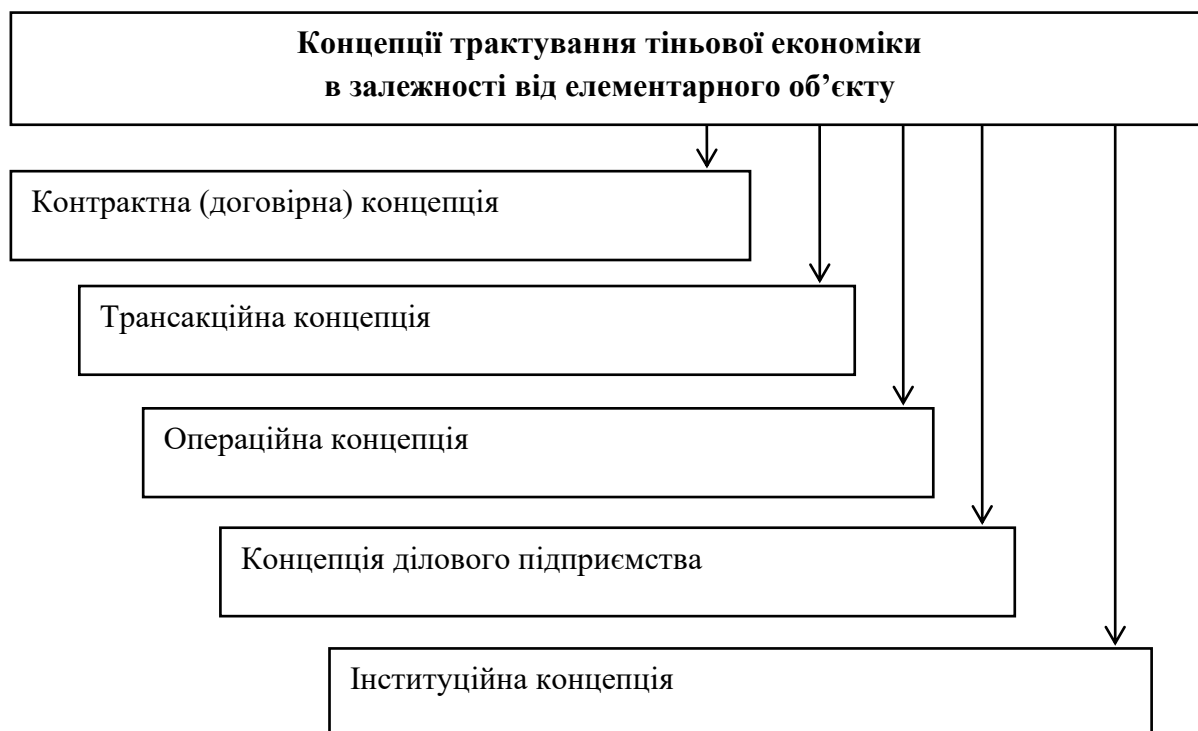 Концепції трактування тіньової економіки
в залежності від елементарного об’єкту
Контрактна (договірна) концепція
Трансакційна концепція
Операційна концепція
Концепція ділового підприємства
Інституційна концепція